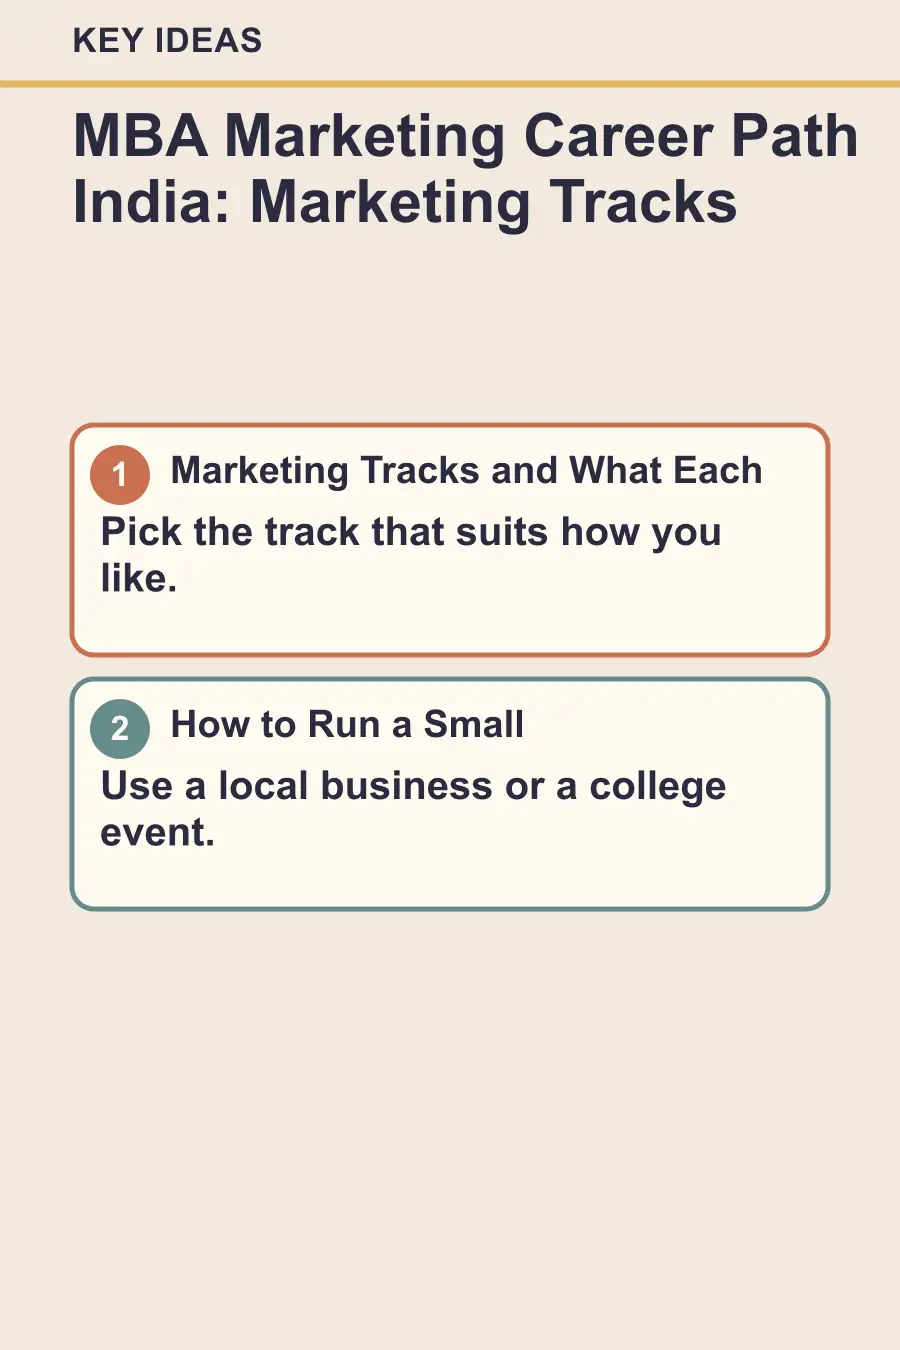 KEY IDEAS
MBA Marketing Career Path
India: Marketing Tracks
1 Marketing Tracks and What Each
Pick the track that suits how you
like.
2 How to Run a Small
Use a local business or a college
event.